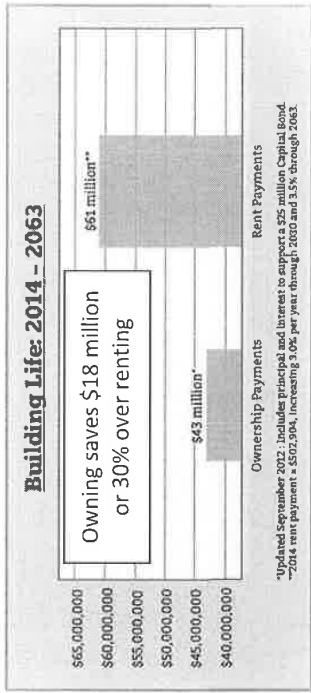 Building Life: 2014 – 2063
$65,000,000
$60,000,000
$55,000,000
$50,000,000
$45,000,000
$40,000,000
Owning saves $18 million
or 30% over renting
$43 million*
$61 million**
Ownership Payments
Rent Payments
*Updated September 2012: Includes principal and interest to support a $25 million Capital Bond.
**2014 rent payment = $502,904, increasing 3.0% per year through 2030 and 3.5% through 2063.